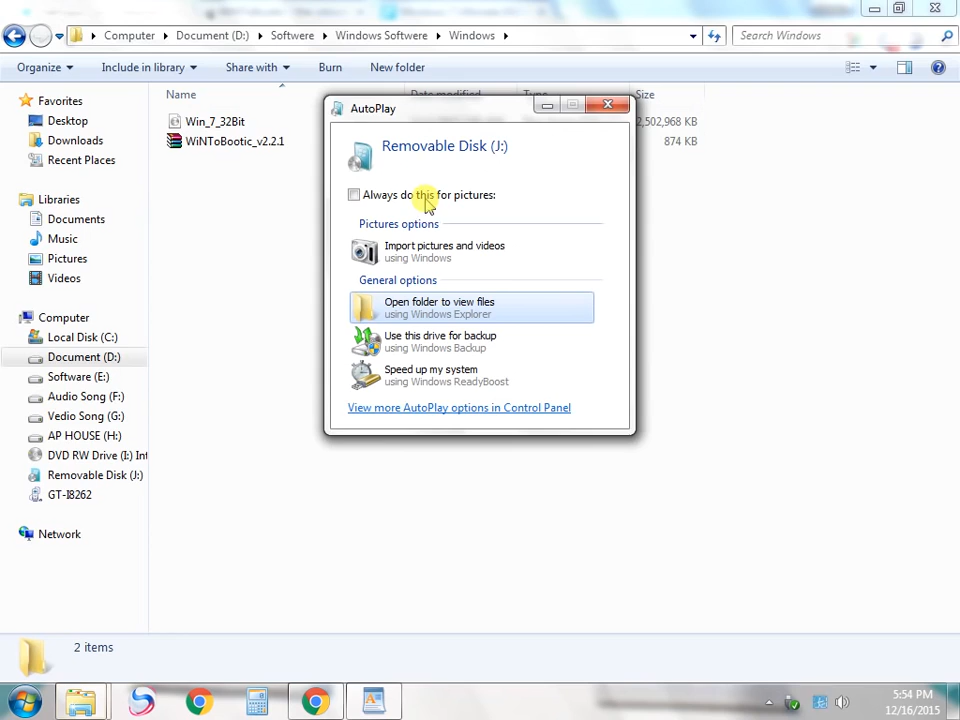 Computer ▸ Document (D:) ▸ Softwere ▸ Windows Softwere ▸ Windows ▸
Search Windows
Organize
Include in library
Share with
Burn
New folder
Name
Date modified
Type
Size
Favorites
Desktop
Downloads
Recent Places
Libraries
Documents
Music
Pictures
Videos
Computer
Local Disk (C:)
Document (D:)
Software (E:)
Audio Song (F:)
Vedio Song (G:)
AP HOUSE (H:)
DVD RW Drive (I:) Int
Removable Disk (J:)
GT-I8262
Network
Win_7_32Bit
2,502,968 KB
WiNToBootic_v2.2.1
874 KB
AutoPlay
Removable Disk (J:)
Always do this for pictures:
Pictures options
Import pictures and videos
using Windows
General options
Open folder to view files
using Windows Explorer
Use this drive for backup
using Windows Backup
Speed up my system
using Windows ReadyBoost
View more AutoPlay options in Control Panel
2 items
5:54 PM
12/16/2015